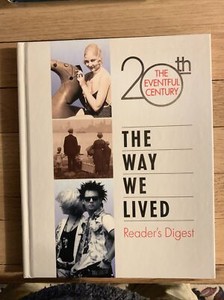 20th
THE
EVENTFUL
CENTURY
THE
WAY
WE
LIVED
Reader's Digest